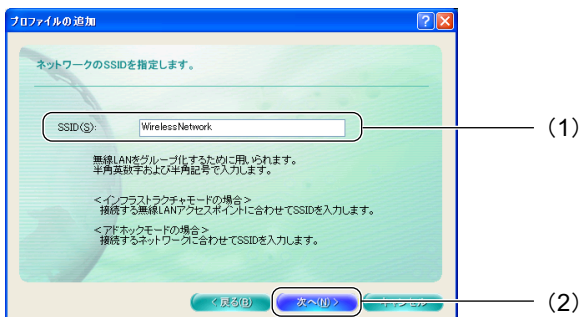 プロファイルの追加
ネットワークのSSIDを指定します。
SSID(S): WirelessNetwork
(1)
無線LANをグループ化するために用いられます。
半角英数字および半角記号で入力します。
<インフラストラクチャモードの場合>
接続する無線LANアクセスポイントに合わせてSSIDを入力します。
<アドホックモードの場合>
接続するネットワークに合わせてSSIDを入力します。
< 戻る(B)
次へ(N) >
キャンセル
(2)